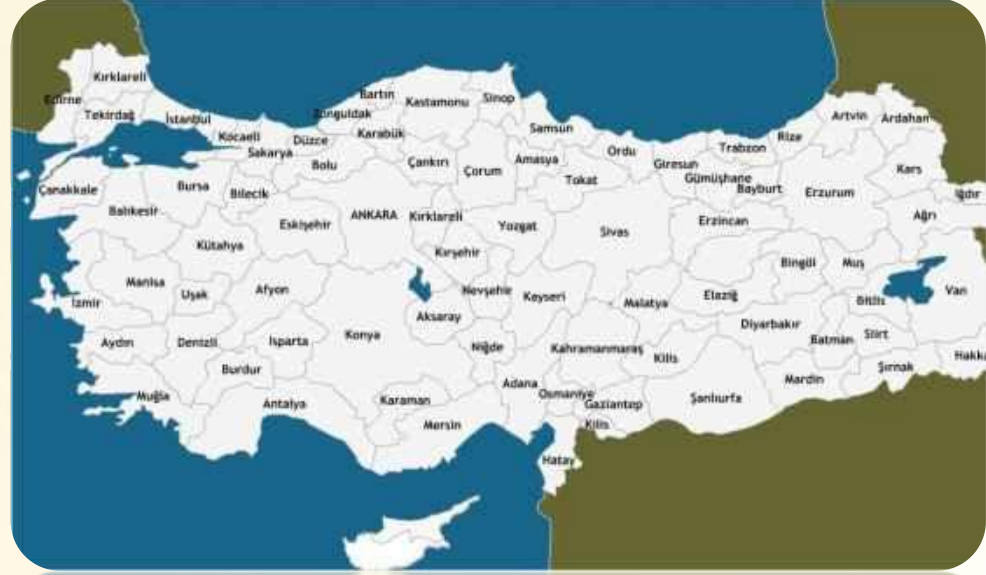 Kırklareli
Edirne
Tekirdağ
İstanbul
Kocaeli
Sakarya
Düzce
Zonguldak
Bartın
Karabük
Kastamonu
Sinop
Samsun
Bolu
Çankırı
Çorum
Amasya
Tokat
Ordu
Giresun
Trabzon
Gümüşhane
Bayburt
Rize
Artvin
Ardahan
Kars
Iğdır
Ağrı
Erzurum
Erzincan
Çanakkale
Balıkesir
Bursa
Bilecik
Eskişehir
Kütahya
ANKARA
Kırklareli
Kırşehir
Yozgat
Sivas
Manisa
İzmir
Uşak
Afyon
Konya
Aksaray
Nevşehir
Kayseri
Malatya
Elazığ
Bingül
Muş
Bitlis
Van
Aydın
Denizli
Isparta
Burdur
Niğde
Kahramanmaraş
Kilis
Diyarbakır
Batman
Siirt
Şırnak
Hakka
Muğla
Antalya
Karaman
Mersin
Adana
Osmaniye
Gaziantep
Kilis
Şanlıurfa
Mardin
Hatay